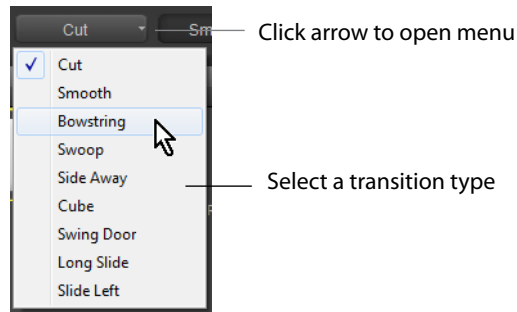 Cut Sm Click arrow to open menu
Cut
Smooth
Bowstring
Swoop
Side Away Select a transition type
Cube
Swing Door
Long Slide
Slide Left